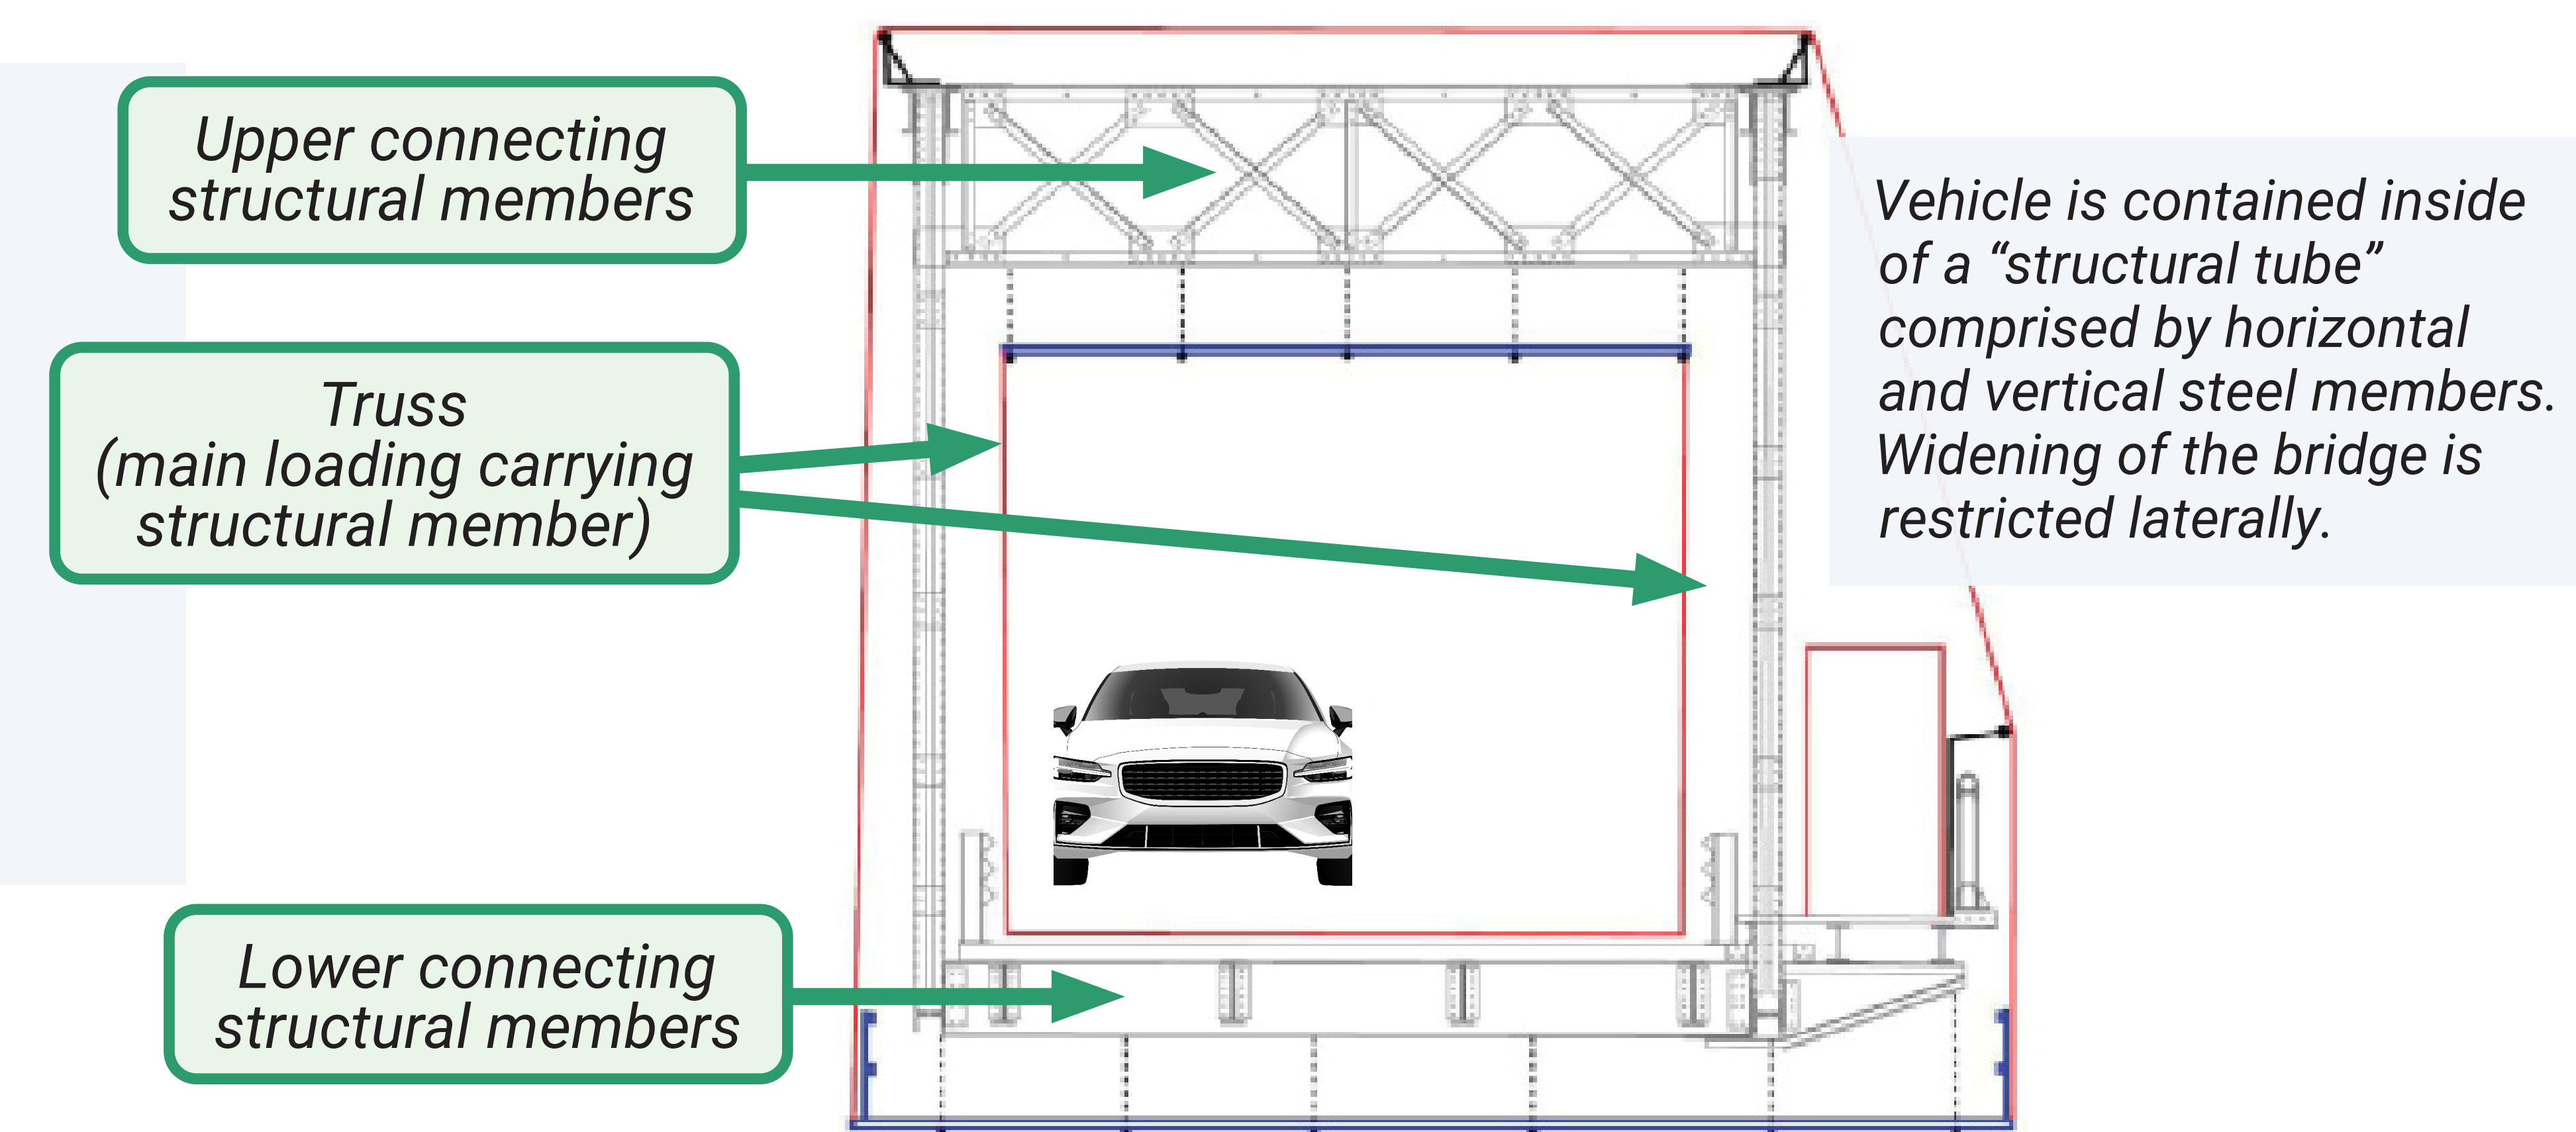 Upper connecting
structural members
Truss
(main loading carrying
structural member)
Lower connecting
structural members
Vehicle is contained inside
of a “structural tube”
comprised by horizontal
and vertical steel members.
Widening of the bridge is
restricted laterally.